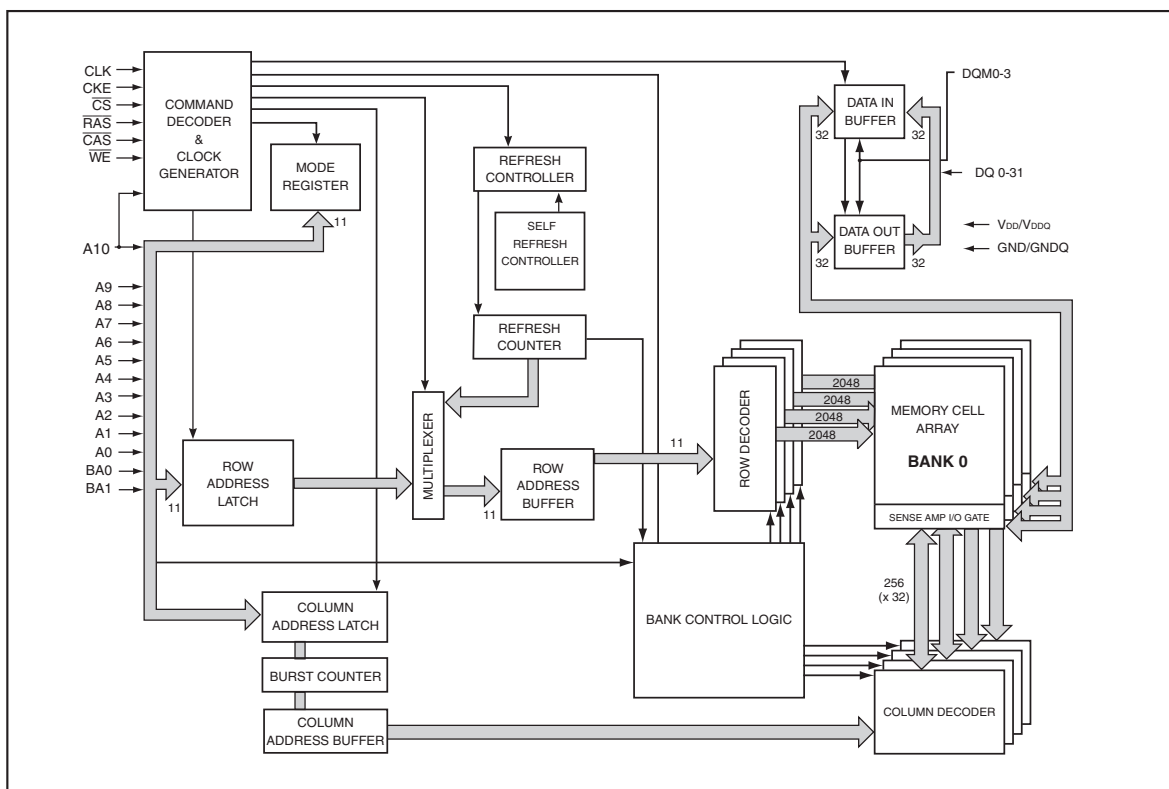 CLK
CKE
CS
RAS
CAS
WE
A10
A9
A8
A7
A6
A5
A4
A3
A2
A1
A0
BA0
BA1
COMMAND
DECODER
&
CLOCK
GENERATOR
MODE
REGISTER
11
REFRESH
CONTROLLER
SELF
REFRESH
CONTROLLER
REFRESH
COUNTER
DATA IN
BUFFER
32
32
DATA OUT
BUFFER
32
32
DQM0-3
DQ 0-31
VDD/VDDQ
GND/GNDQ
11
ROW
ADDRESS
LATCH
MULTIPLEXER
11
ROW
ADDRESS
BUFFER
11
ROW DECODER
2048
2048
2048
2048
MEMORY CELL
ARRAY
BANK 0
SENSE AMP I/O GATE
256
(x 32)
BANK CONTROL LOGIC
COLUMN
ADDRESS LATCH
BURST COUNTER
COLUMN
ADDRESS BUFFER
COLUMN DECODER